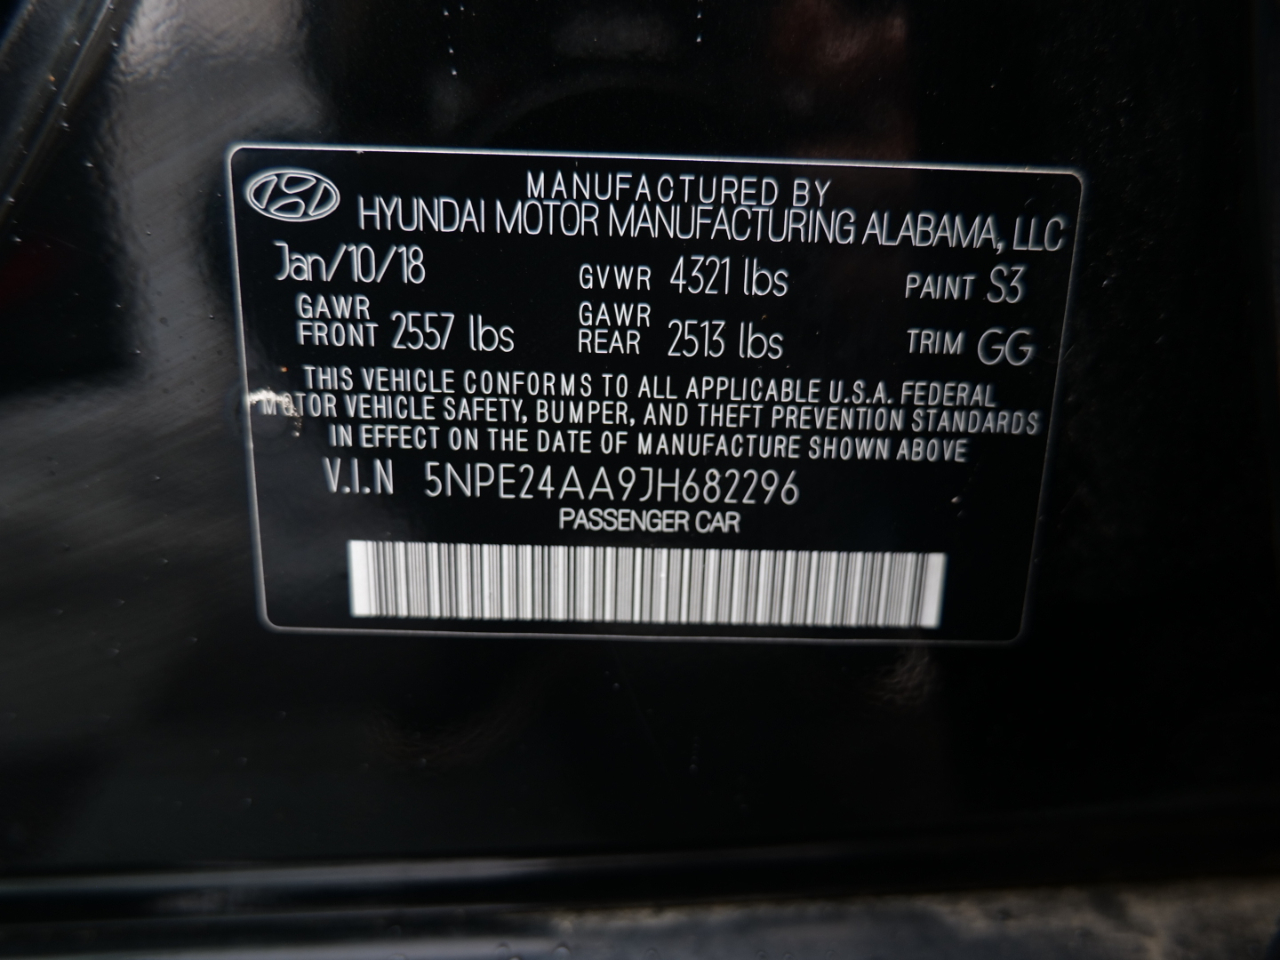 MANUFACTURED BY
HYUNDAI MOTOR MANUFACTURING ALABAMA, LLC
Jan/10/18 GVWR 4321 lbs PAINT S3
GAWR FRONT 2557 lbs GAWR REAR 2513 lbs TRIM GG
THIS VEHICLE CONFORMS TO ALL APPLICABLE U.S.A. FEDERAL
MOTOR VEHICLE SAFETY, BUMPER, AND THEFT PREVENTION STANDARDS
IN EFFECT ON THE DATE OF MANUFACTURE SHOWN ABOVE
V.I.N 5NPE24AA9JH682296
PASSENGER CAR